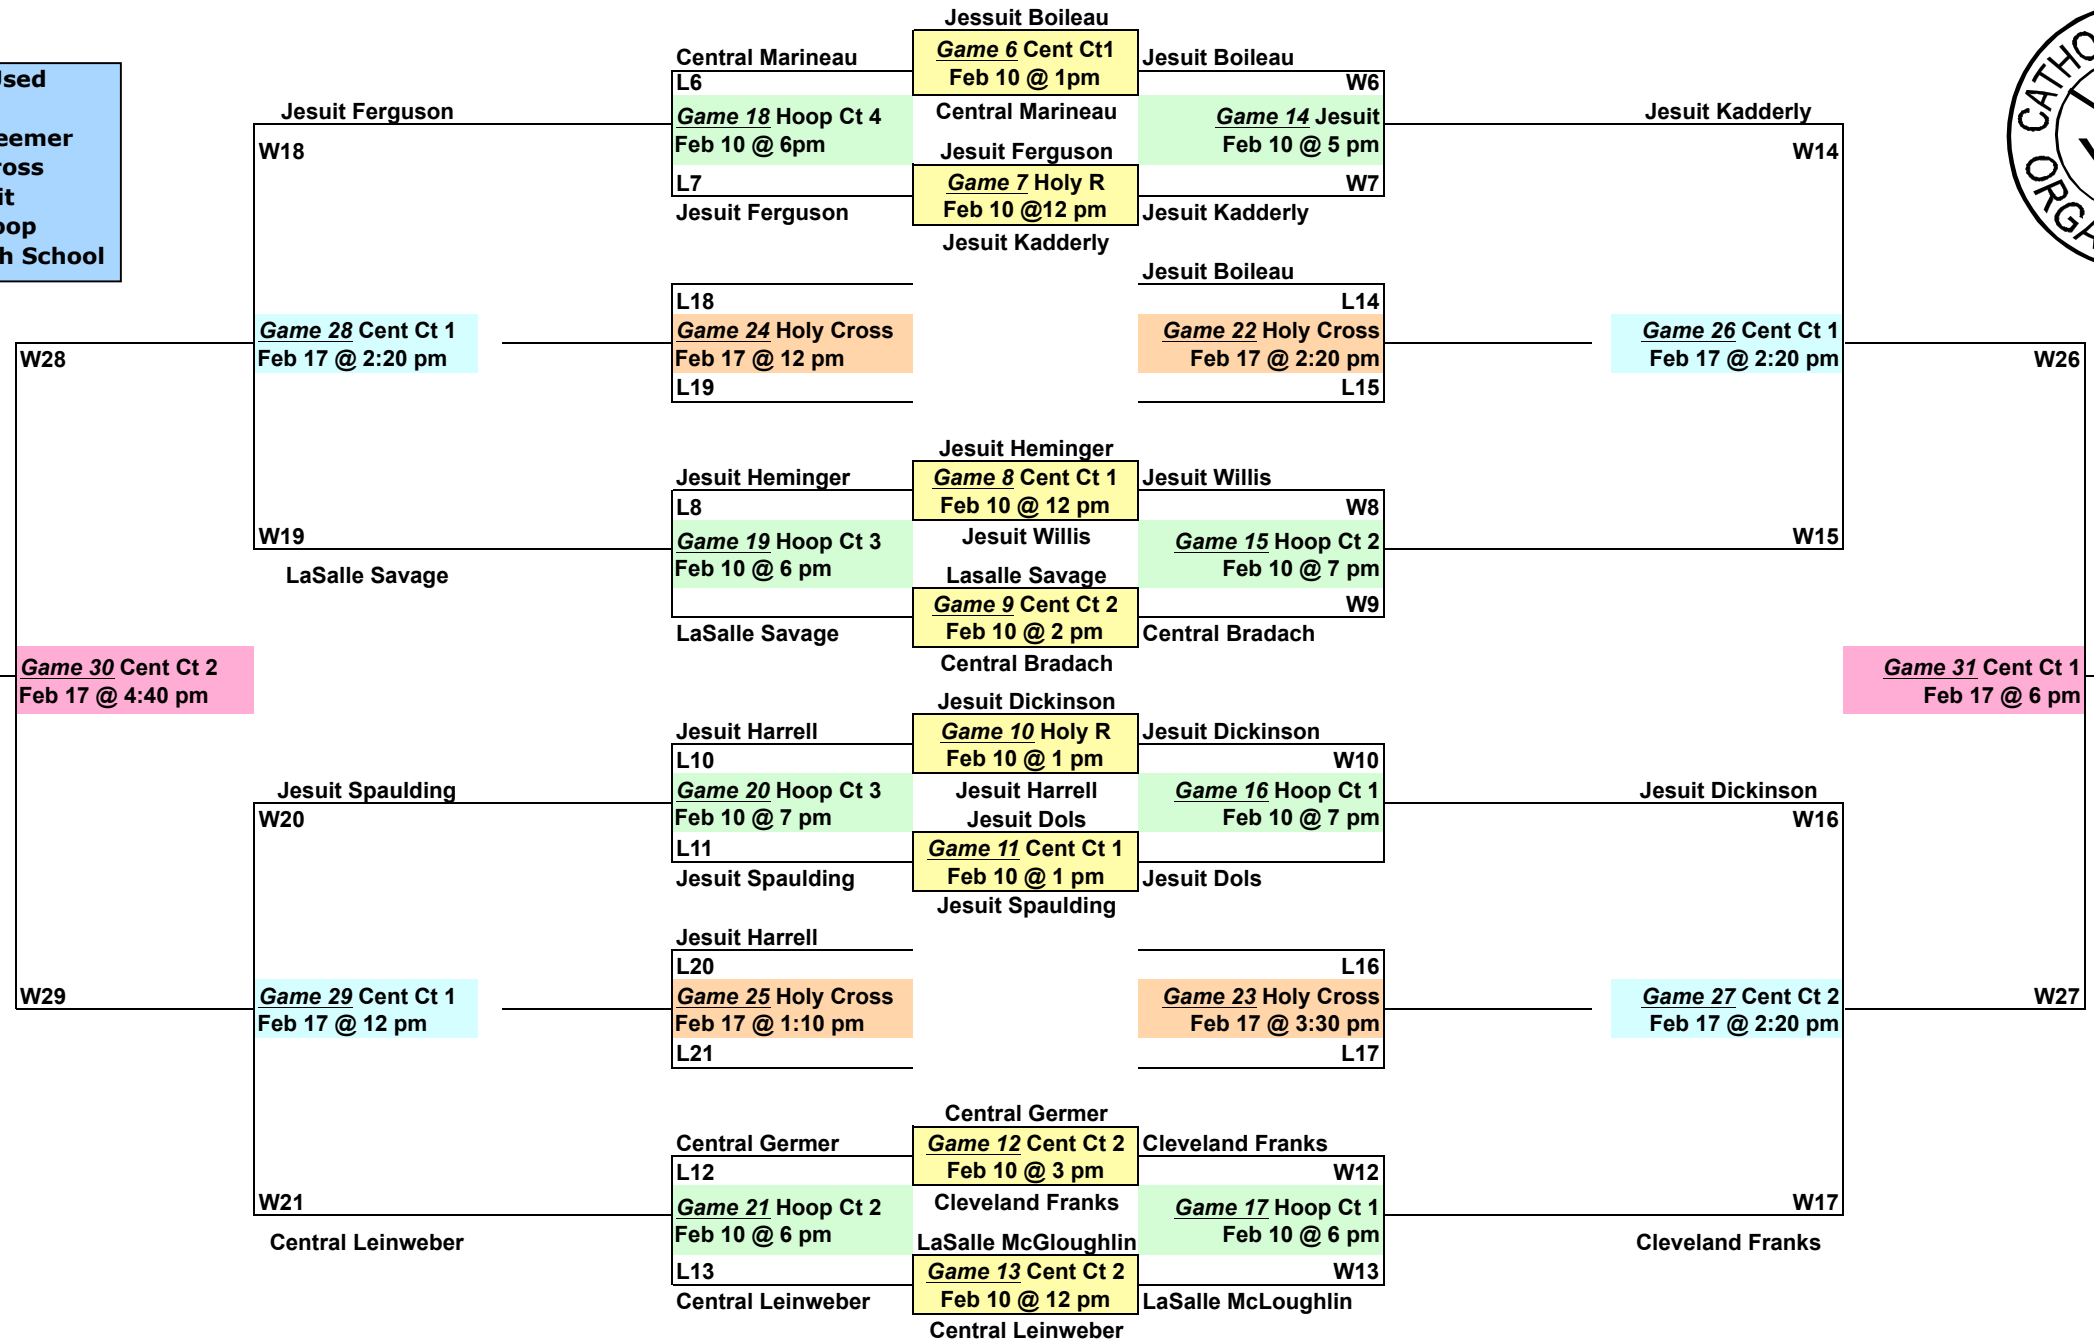 Jessuit Boileau
Central Marineau
Game 6 Cent Ct1
Feb 10 @ 1pm
Jesuit Boileau
L6
W6
Jesuit Ferguson
Game 18 Hoop Ct 4
Feb 10 @ 6pm
Central Marineau
Game 14 Jesuit
Feb 10 @ 5 pm
Jesuit Kadderly
W18
Jesuit Ferguson
W14
L7
Game 7 Holy R
Feb 10 @12 pm
W7
Jesuit Ferguson
Jesuit Kadderly
Jesuit Kadderly
Jesuit Boileau
L18
L14
Game 28 Cent Ct 1
Feb 17 @ 2:20 pm
Game 24 Holy Cross
Feb 17 @ 12 pm
Game 22 Holy Cross
Feb 17 @ 2:20 pm
Game 26 Cent Ct 1
Feb 17 @ 2:20 pm
W28
W26
L19
L15
Jesuit Heminger
Jesuit Heminger
Game 8 Cent Ct 1
Feb 10 @ 12 pm
Jesuit Willis
L8
W8
W19
Game 19 Hoop Ct 3
Feb 10 @ 6 pm
Jesuit Willis
Game 15 Hoop Ct 2
Feb 10 @ 7 pm
W15
LaSalle Savage
Lasalle Savage
Game 9 Cent Ct 2
Feb 10 @ 2 pm
W9
LaSalle Savage
Central Bradach
Central Bradach
Game 30 Cent Ct 2
Feb 17 @ 4:40 pm
Game 31 Cent Ct 1
Feb 17 @ 6 pm
Jesuit Dickinson
Jesuit Harrell
Game 10 Holy R
Feb 10 @ 1 pm
Jesuit Dickinson
L10
W10
Jesuit Spaulding
Game 20 Hoop Ct 3
Feb 10 @ 7 pm
Jesuit Harrell
Game 16 Hoop Ct 1
Feb 10 @ 7 pm
Jesuit Dickinson
W20
Jesuit Dols
W16
L11
Game 11 Cent Ct 1
Feb 10 @ 1 pm
Jesuit Spaulding
Jesuit Dols
Jesuit Spaulding
Jesuit Harrell
L20
L16
W29
Game 29 Cent Ct 1
Feb 17 @ 12 pm
Game 25 Holy Cross
Feb 17 @ 1:10 pm
Game 23 Holy Cross
Feb 17 @ 3:30 pm
Game 27 Cent Ct 2
Feb 17 @ 2:20 pm
W27
L21
L17
Central Germer
Central Germer
Game 12 Cent Ct 2
Feb 10 @ 3 pm
Cleveland Franks
L12
W12
W21
Game 21 Hoop Ct 2
Feb 10 @ 6 pm
Cleveland Franks
Game 17 Hoop Ct 1
Feb 10 @ 6 pm
W17
Central Leinweber
LaSalle McGloughlin
Cleveland Franks
L13
Game 13 Cent Ct 2
Feb 10 @ 12 pm
W13
Central Leinweber
LaSalle McLoughlin
Central Leinweber
h School